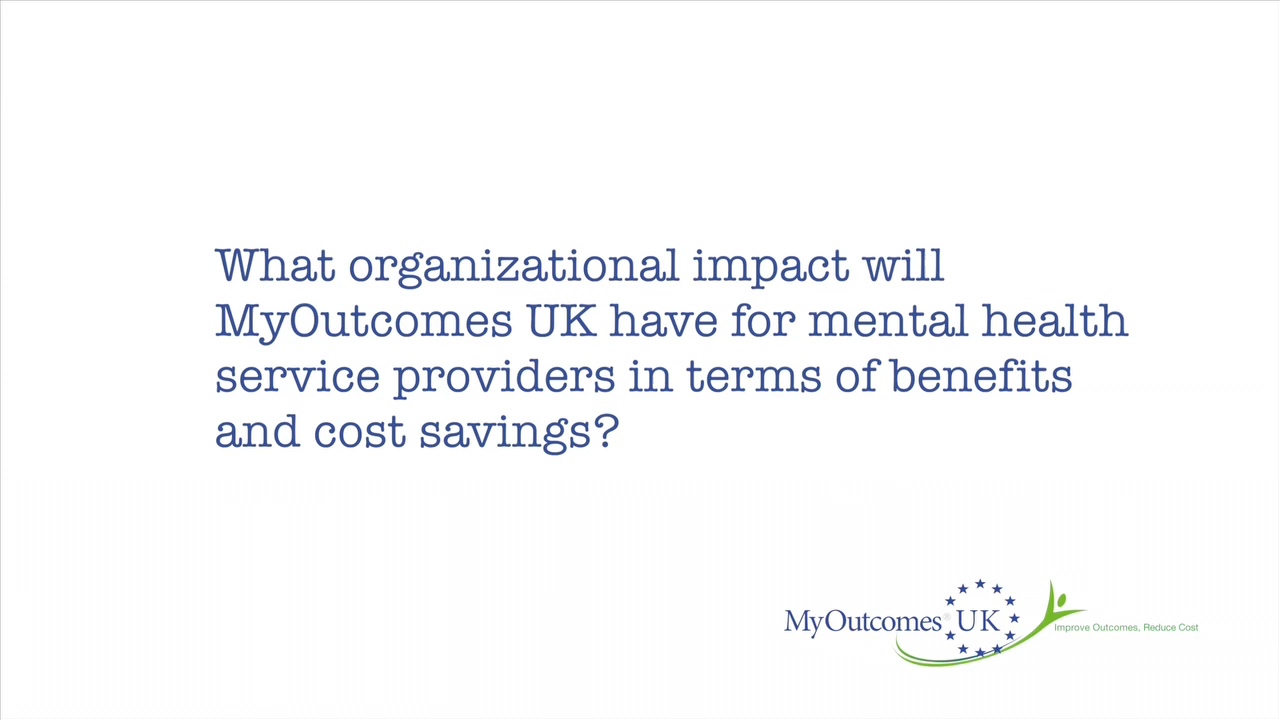 What organizational impact will
MyOutcomes UK have for mental health
service providers in terms of benefits
and cost savings?
MyOutcomes UK
Improve Outcomes, Reduce Cost